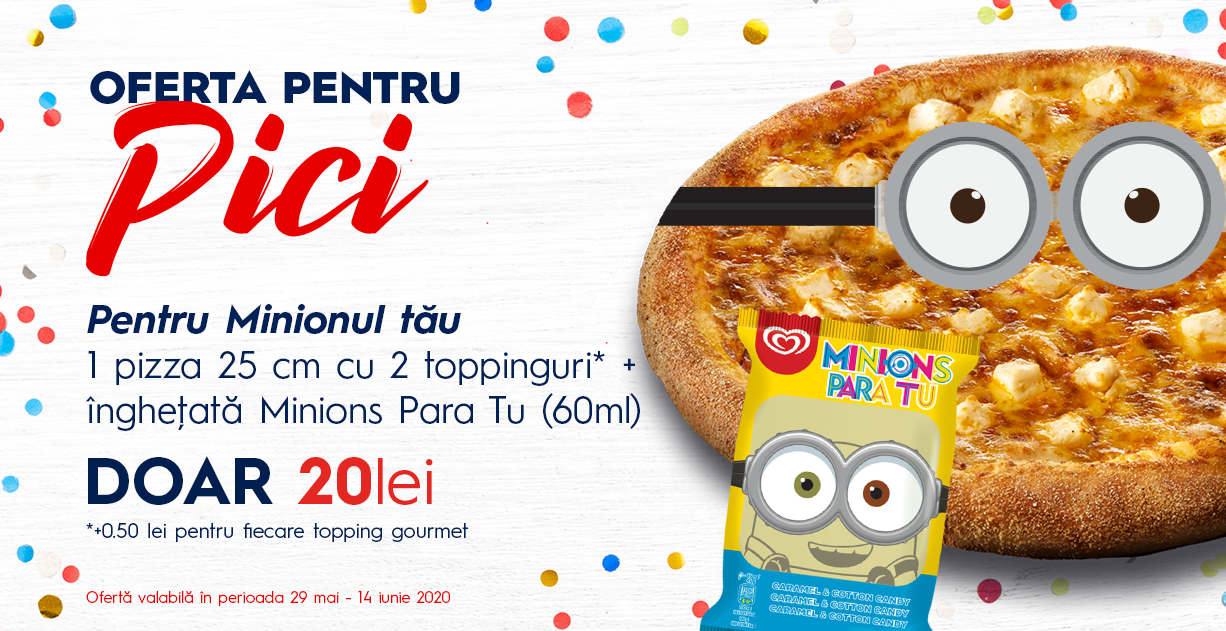 OFERTA PENTRU
Pici
Pentru Minionul tău
1 pizza 25 cm cu 2 toppinguri* +
înghețată Minions Para Tu (60ml)
DOAR 20lei
*+0.50 lei pentru fiecare topping gourmet
Ofertă valabilă în perioada 29 mai - 14 iunie 2020
MINIONS
PARA TU
CARAMEL & COTTON CANDY
CARAMEL & COTTON CANDY
CARAMEL & COTTON CANDY